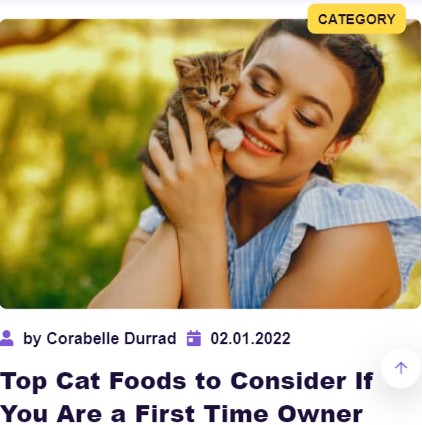 CATEGORY
by Corabelle Durrad 02.01.2022
Top Cat Foods to Consider If
You Are a First Time Owner